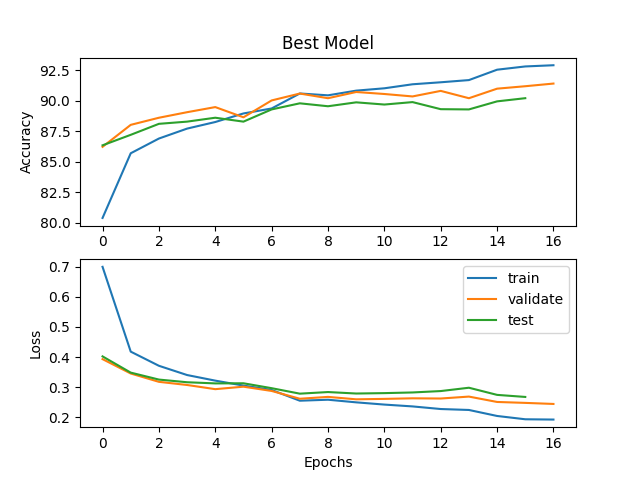 Best Model
Accuracy
92.5
90.0
87.5
85.0
82.5
80.0
0 2 4 6 8 10 12 14 16
Loss
0.7
0.6
0.5
0.4
0.3
0.2
train
validate
test
0 2 4 6 8 10 12 14 16
Epochs